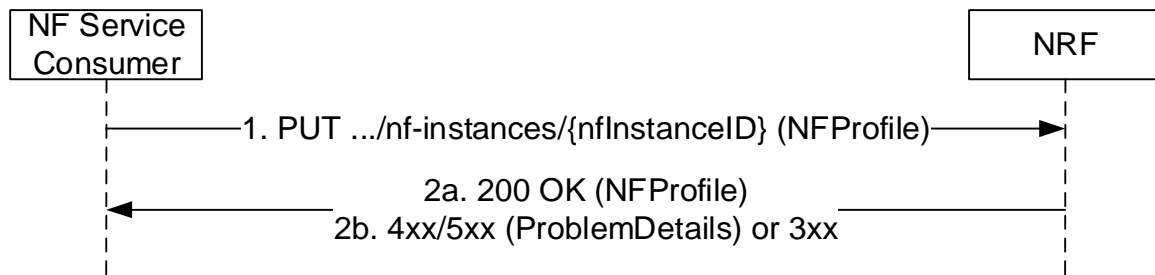 NF Service
Consumer
NRF
1. PUT .../nf-instances/{nfInstanceID} (NFProfile)
2a. 200 OK (NFProfile)
2b. 4xx/5xx (ProblemDetails) or 3xx